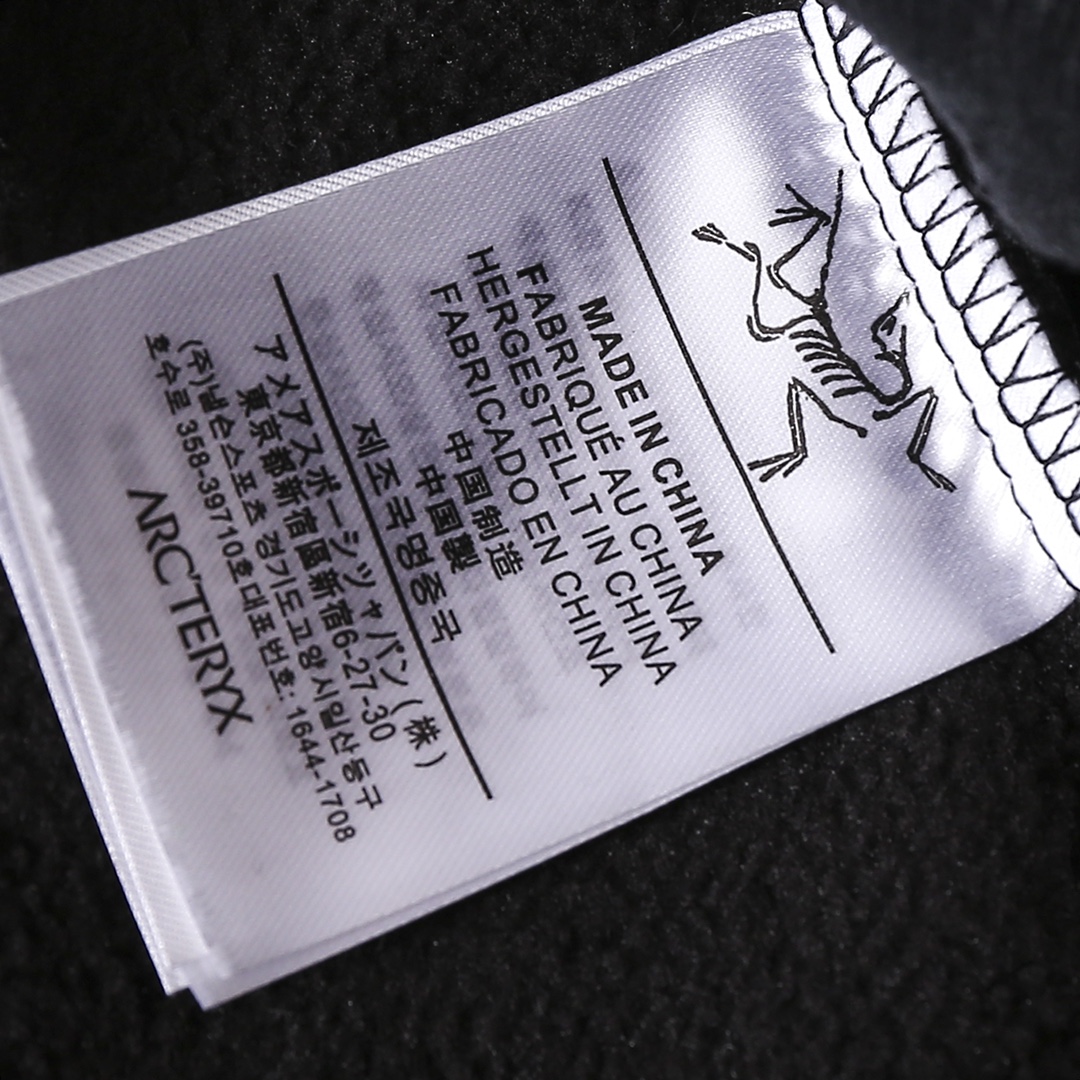 MADE IN CHINA
FABRIQUÉ AU CHINA
HERGESTELLT IN CHINA
FABRICADO EN CHINA
中国制造
中国製
제조국명중국
アメアスポーツジャパン(株)
東京都新宿區新宿6-27-30
(주)넬슨스포츠 경기도고양시일산동구
호수로 358-39710호대표번호: 1644-1708
ARC'TERYX